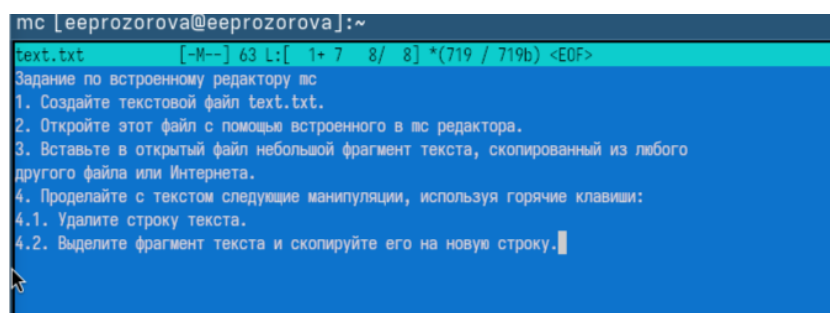 mc [eeprozorova@eeprozorova]:~
text.txt [-M--] 63 L:[ 1+ 7 8/ 8] *(719 / 719b) <EOF>
Задание по встроенному редактору mc
1. Создайте текстовой файл text.txt.
2. Откройте этот файл с помощью встроенного в mc редактора.
3. Вставьте в открытый файл небольшой фрагмент текста, скопированный из любого
другого файла или Интернета.
4. Проделайте с текстом следующие манипуляции, используя горячие клавиши:
4.1. Удалите строку текста.
4.2. Выделите фрагмент текста и скопируйте его на новую строку.